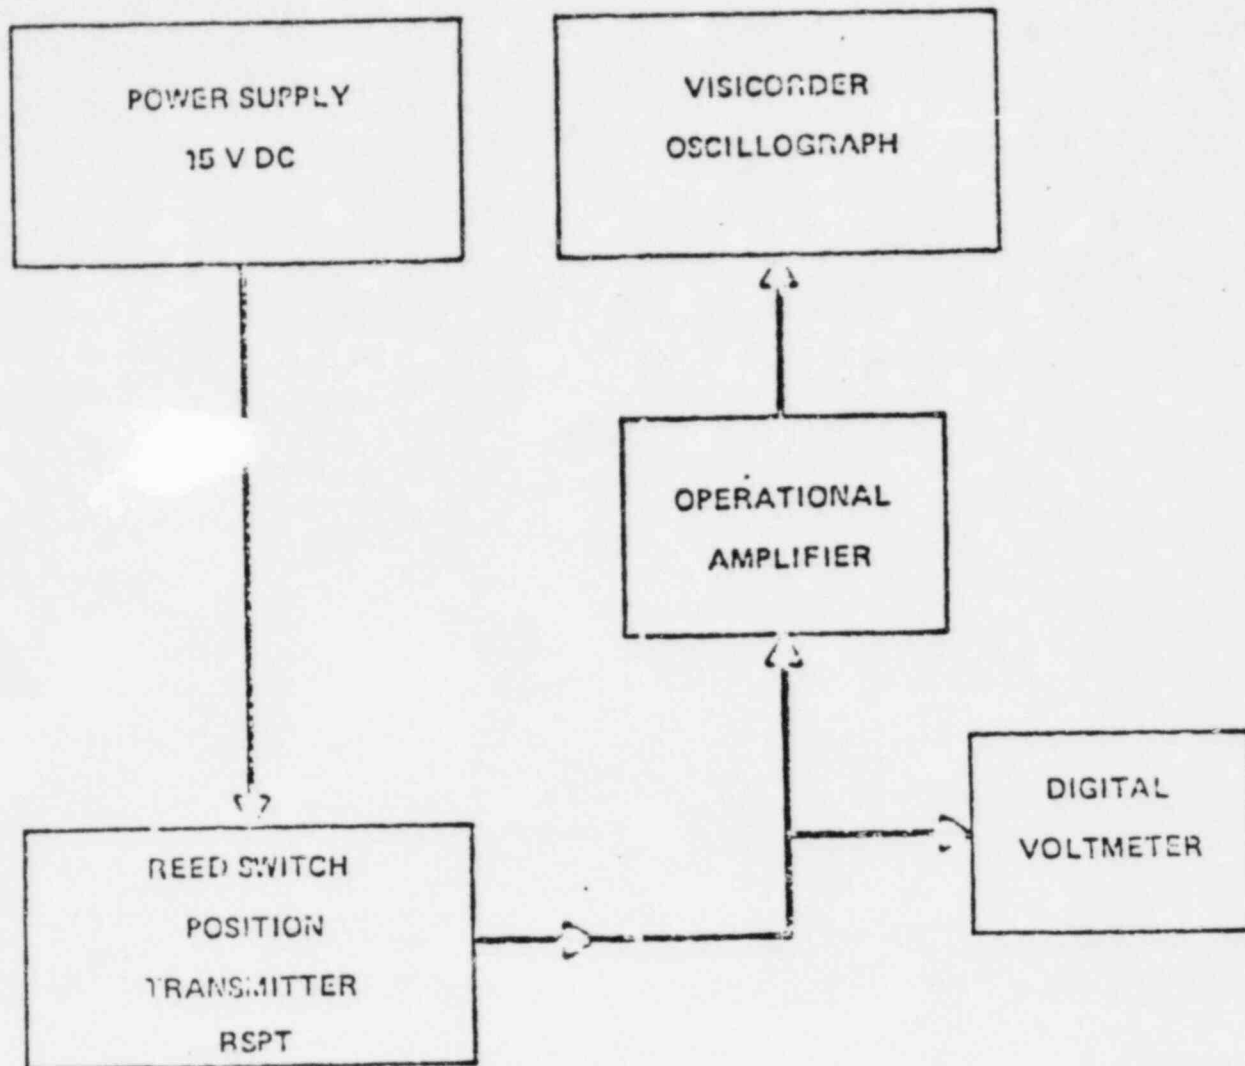 POWER SUPPLY
15 V DC
VISICORDER
OSCILLOGRAPH
OPERATIONAL
AMPLIFIER
DIGITAL
VOLTMETER
REED SWITCH
POSITION
TRANSMITTER
RSPT